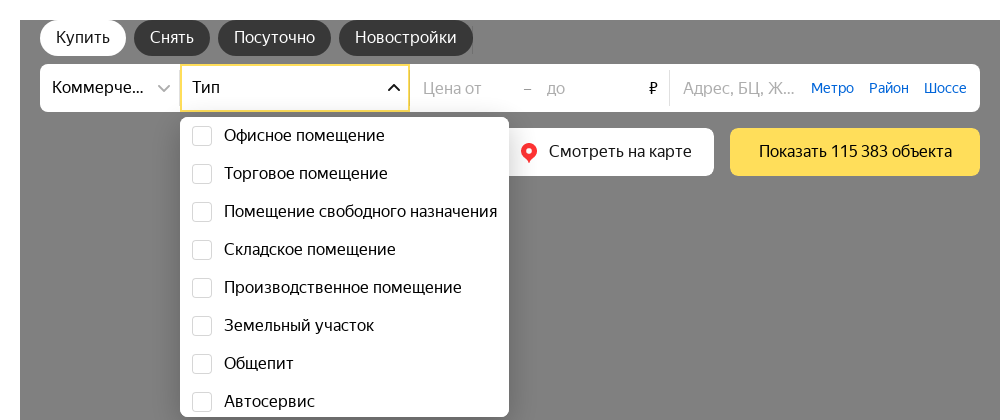 Купить Снять Посуточно Новостройки
Коммерче... Тип Цена от – до ₽ Адрес, БЦ, Ж... Метро Район Шоссе
Смотреть на карте Показать 115 383 объекта
Офисное помещение
Торговое помещение
Помещение свободного назначения
Складское помещение
Производственное помещение
Земельный участок
Общепит
Автосервис